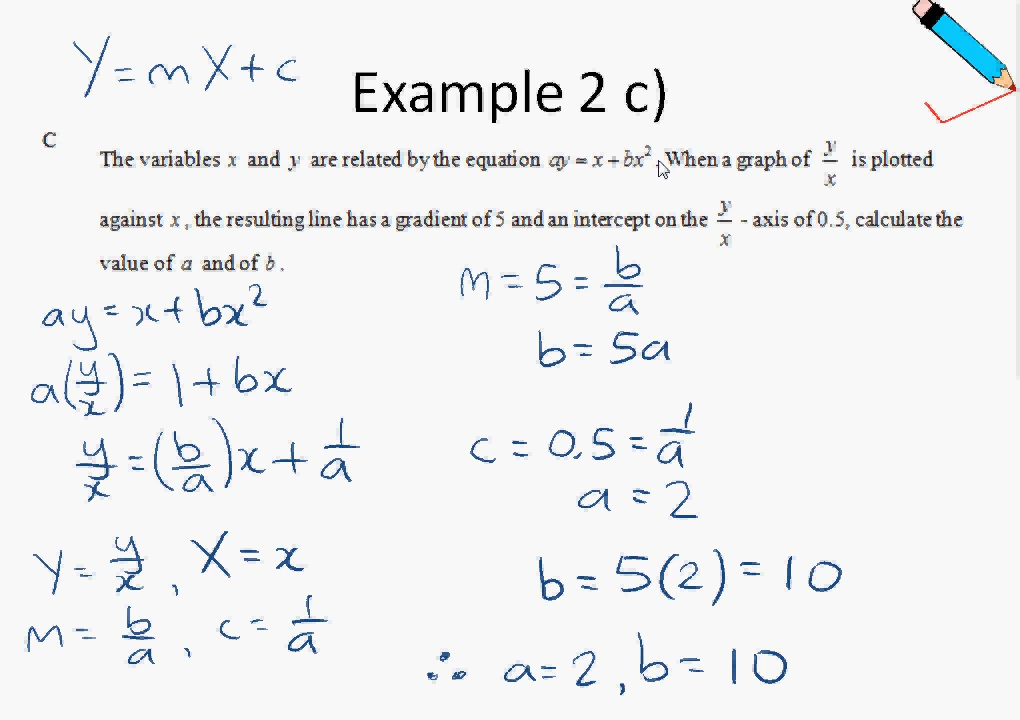 Y = mX + c
Example 2 c)
C
The variables x and y are related by the equation ay = x + bx². When a graph of y/x is plotted
against x, the resulting line has a gradient of 5 and an intercept on the y/x - axis of 0.5, calculate the
value of a and of b.
ay = x + bx²
a(y/x) = 1 + bx
y/x = (b/a)x + 1/a
Y = y/x, X = x
m = b/a, c = 1/a
m = 5 = b/a
b = 5a
c = 0.5 = 1/a
a = 2
b = 5(2) = 10
∴ a = 2, b = 10